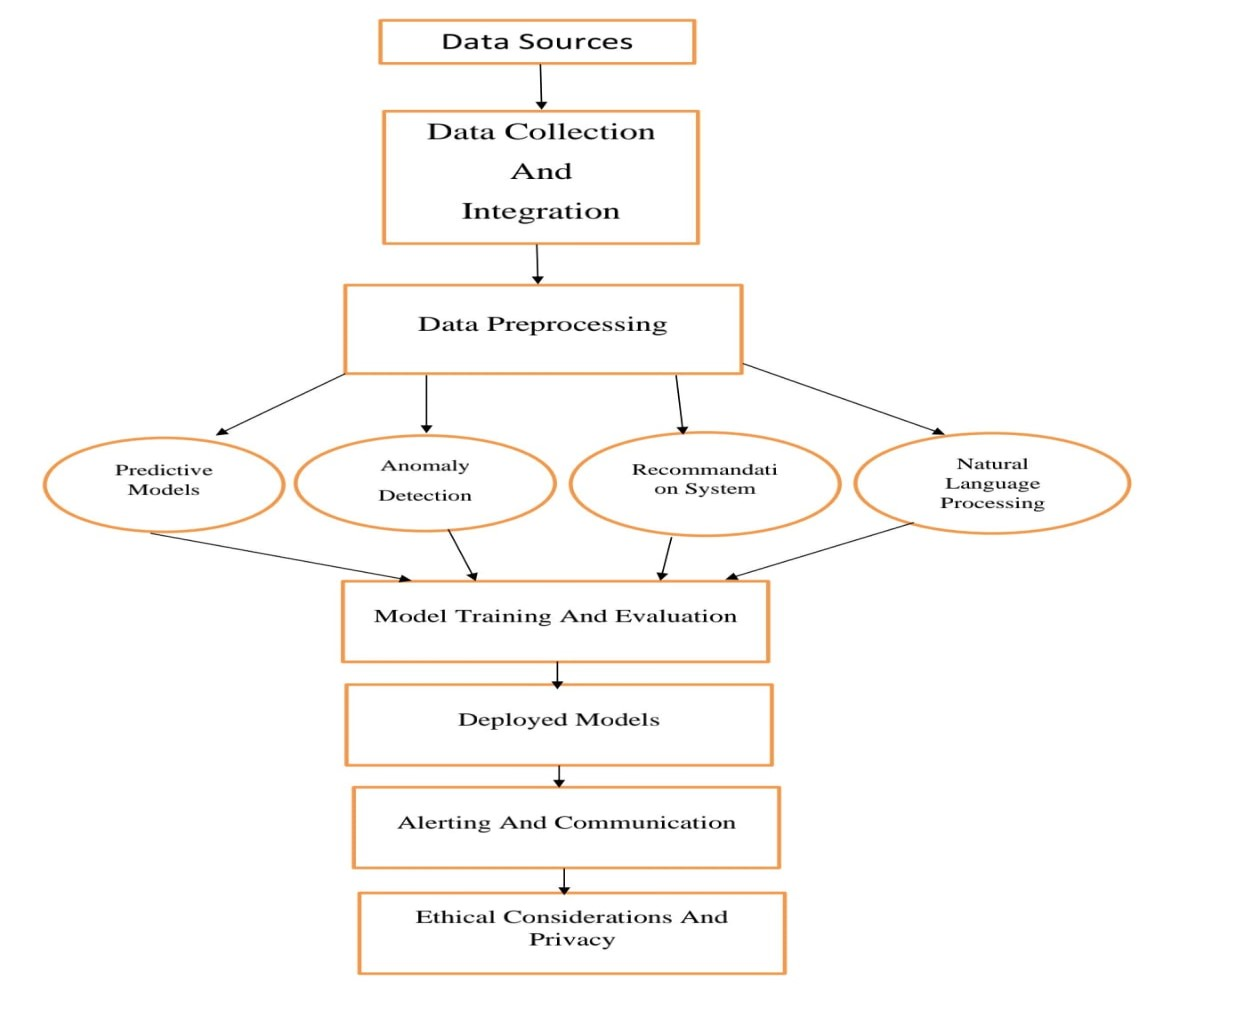 Data Sources
Data Collection
And
Integration
Data Preprocessing
Predictive
Models
Anomaly
Detection
Recommandati
on System
Natural
Language
Processing
Model Training And Evaluation
Deployed Models
Alerting And Communication
Ethical Considerations And
Privacy